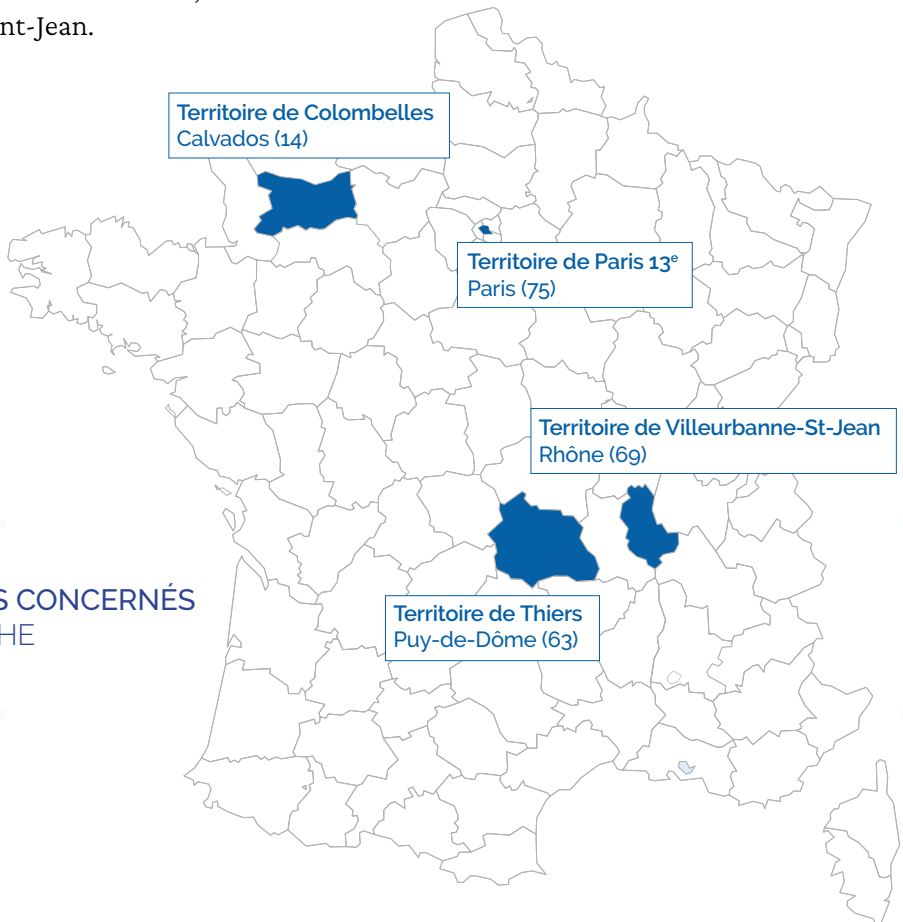 nt-Jean.
Territoire de Colombelles
Calvados (14)
Territoire de Paris 13ᵉ
Paris (75)
Territoire de Villeurbanne-St-Jean
Rhône (69)
S CONCERNÉS
HE
Territoire de Thiers
Puy-de-Dôme (63)